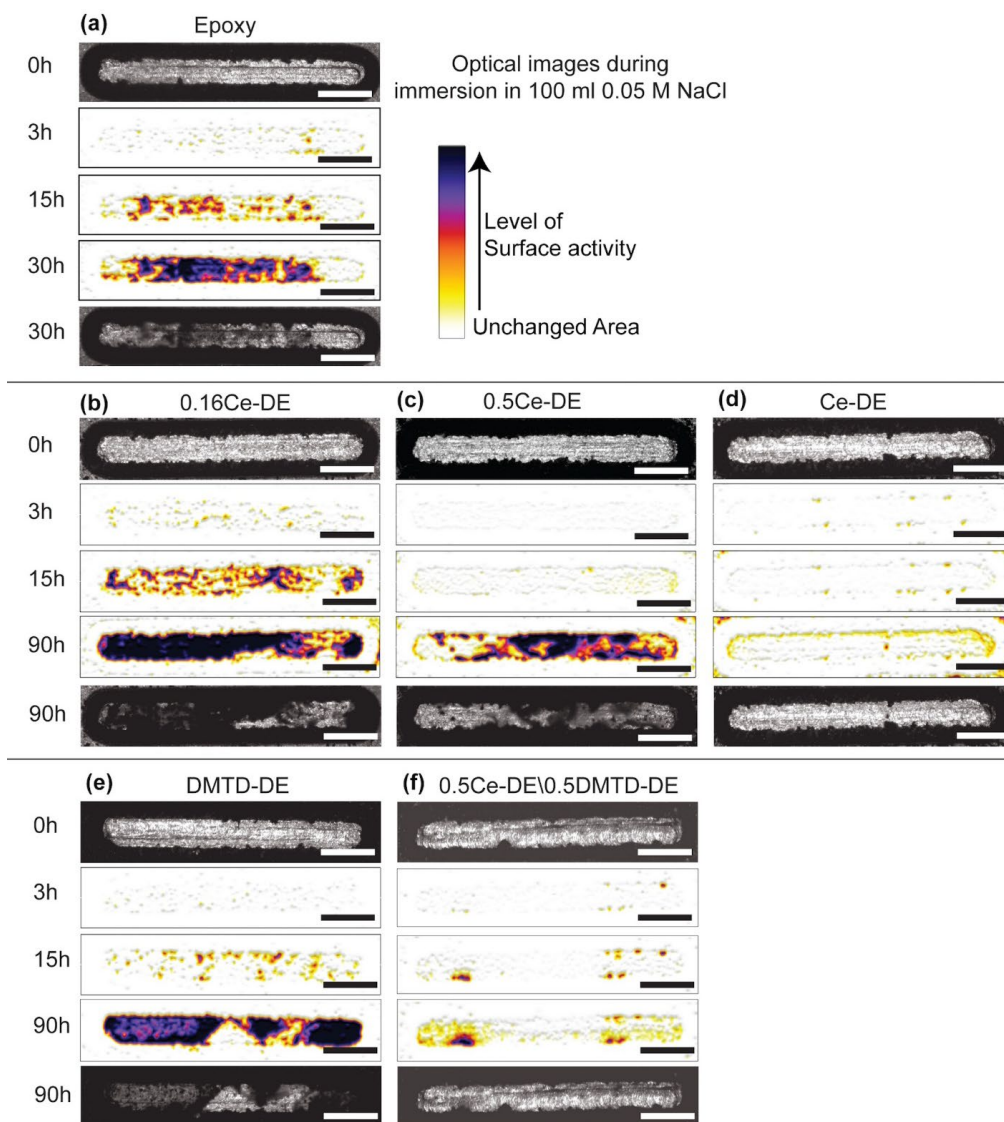 (a) Epoxy
0h
Optical images during
immersion in 100 ml 0.05 M NaCl
3h
15h
Level of
Surface activity
30h
Unchanged Area
30h
(b) 0.16Ce-DE (c) 0.5Ce-DE (d) Ce-DE
0h
3h
15h
90h
90h
(e) DMTD-DE (f) 0.5Ce-DE\0.5DMTD-DE
0h
3h
15h
90h
90h